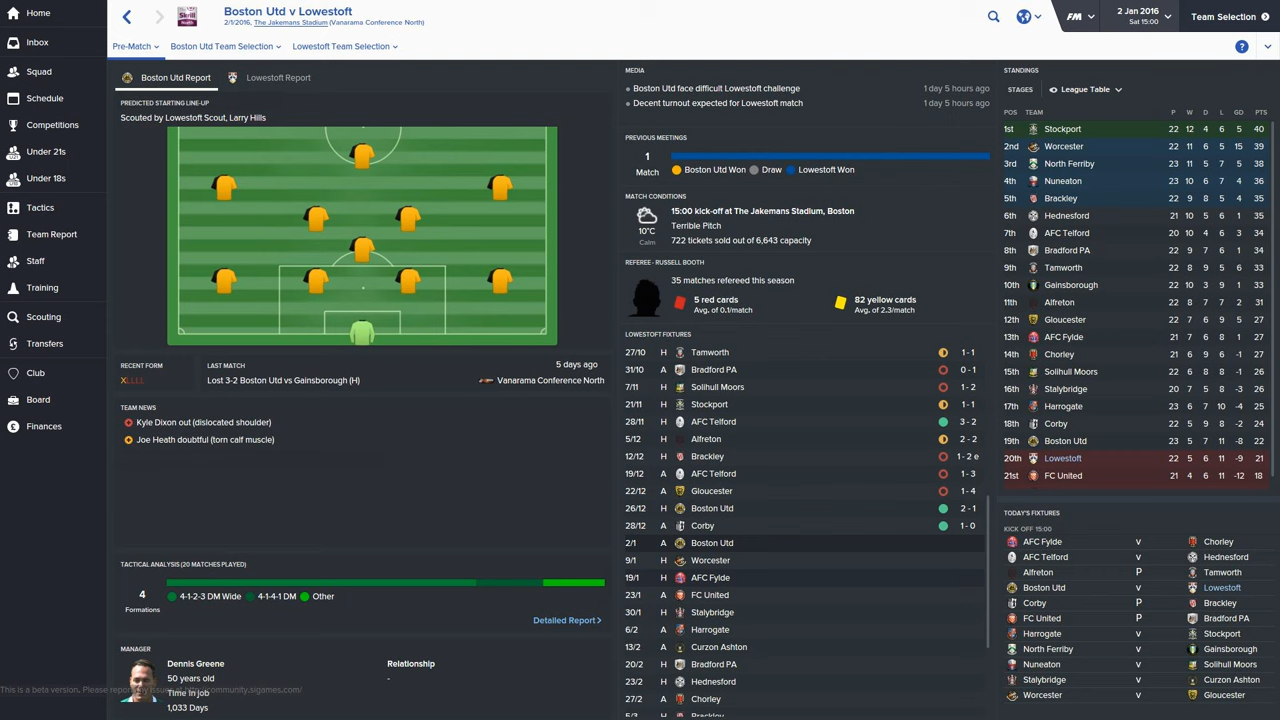 Home
Inbox
Squad
Schedule
Competitions
Under 21s
Under 18s
Tactics
Team Report
Staff
Training
Scouting
Transfers
Club
Board
Finances
Boston Utd v Lowestoft
2/1/2016, The Jakemans Stadium (Vanarama Conference North)
FM
2 Jan 2016
Sat 15:00
Team Selection
Pre-Match
Boston Utd Team Selection
Lowestoft Team Selection
?
Boston Utd Report
Lowestoft Report
PREDICTED STARTING LINE-UP
Scouted by Lowestoft Scout, Larry Hills
RECENT FORM
XLLLL
LAST MATCH
5 days ago
Lost 3-2 Boston Utd vs Gainsborough (H)
Vanarama Conference North
TEAM NEWS
Kyle Dixon out (dislocated shoulder)
Joe Heath doubtful (torn calf muscle)
TACTICAL ANALYSIS (20 MATCHES PLAYED)
4
Formations
4-1-2-3 DM Wide
4-1-4-1 DM
Other
Detailed Report
MANAGER
Dennis Greene
50 years old
Time in job
1,033 Days
Relationship
-
MEDIA
Boston Utd face difficult Lowestoft challenge 1 day 5 hours ago
Decent turnout expected for Lowestoft match 1 day 5 hours ago
PREVIOUS MEETINGS
1
Match
Boston Utd Won
Draw
Lowestoft Won
MATCH CONDITIONS
10°C
Calm
15:00 kick-off at The Jakemans Stadium, Boston
Terrible Pitch
722 tickets sold out of 6,643 capacity
REFEREE - RUSSELL BOOTH
35 matches refereed this season
5 red cards
Avg. of 0.1/match
82 yellow cards
Avg. of 2.3/match
LOWESTOFT FIXTURES
27/10 H Tamworth 1 - 1
31/10 A Bradford PA 0 - 1
7/11 H Solihull Moors 1 - 2
21/11 H Stockport 1 - 1
28/11 H AFC Telford 3 - 2
5/12 H Alfreton 2 - 2
12/12 H Brackley 1 - 2 e
19/12 A AFC Telford 1 - 3
22/12 A Gloucester 1 - 4
26/12 H Boston Utd 2 - 1
28/12 A Corby 1 - 0
2/1 A Boston Utd
9/1 H Worcester
19/1 H AFC Fylde
23/1 A FC United
30/1 H Stalybridge
6/2 A Harrogate
13/2 A Curzon Ashton
20/2 H Bradford PA
23/2 H Hednesford
27/2 A Chorley
5/3 H Brackley
STANDINGS
STAGES
League Table
POS TEAM P W D L GD PTS
1st Stockport 22 12 4 6 5 40
2nd Worcester 22 11 6 5 15 39
3rd North Ferriby 23 11 5 7 5 38
4th Nuneaton 23 10 6 7 4 36
5th Brackley 22 9 8 5 4 35
6th Hednesford 21 10 5 6 1 35
7th AFC Telford 20 10 4 6 3 34
8th Bradford PA 22 9 7 6 1 34
9th Tamworth 22 8 9 5 6 33
10th Gainsborough 22 10 3 9 1 33
11th Alfreton 22 8 7 7 2 31
12th Gloucester 22 6 9 7 5 27
13th AFC Fylde 21 7 6 8 1 27
14th Chorley 21 6 9 6 -1 27
15th Solihull Moors 22 6 8 8 -1 26
16th Stalybridge 20 7 5 8 -3 26
17th Harrogate 23 6 7 10 -4 25
18th Corby 22 5 9 8 -2 24
19th Boston Utd 23 5 7 11 -8 22
20th Lowestoft 22 5 6 11 -9 21
21st FC United 21 4 6 11 -12 18
TODAY'S FIXTURES
KICK OFF 15:00
AFC Fylde v Chorley
AFC Telford v Hednesford
Alfreton P Tamworth
Boston Utd v Lowestoft
Corby P Brackley
FC United P Bradford PA
Harrogate v Stockport
North Ferriby v Gainsborough
Nuneaton v Solihull Moors
Stalybridge v Curzon Ashton
Worcester v Gloucester